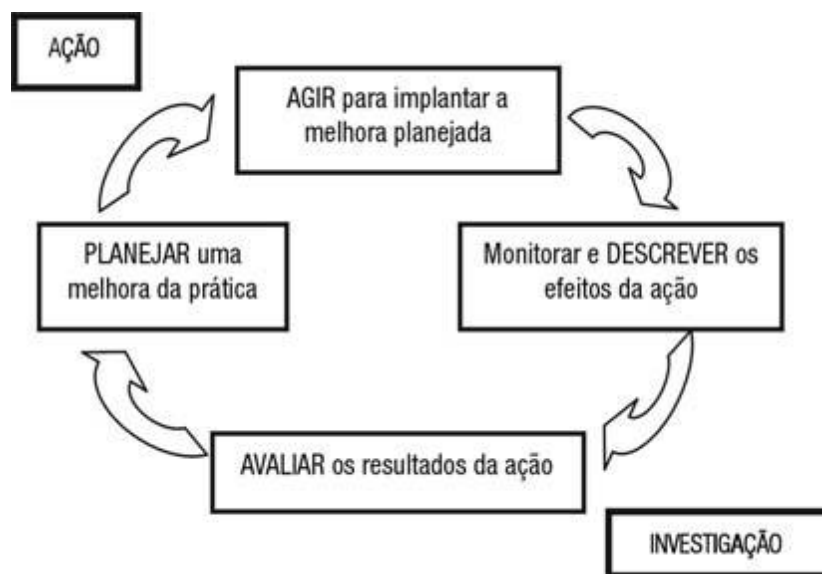 AÇÃO
AGIR para implantar a
melhora planejada
PLANEJAR uma
melhora da prática
Monitorar e DESCREVER os
efeitos da ação
AVALIAR os resultados da ação
INVESTIGAÇÃO